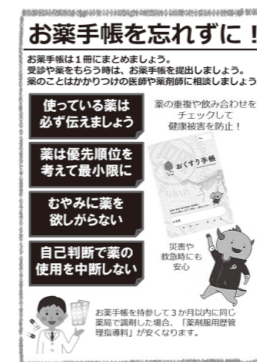 お薬手帳を忘れずに！
お薬手帳は１冊にまとめましょう。
受診や薬をもらう時は、お薬手帳を提出しましょう。
薬のことはかかりつけの医師や薬剤師に相談しましょう
使っている薬は
必ず伝えましょう
薬は優先順位を
考えて最小限に
むやみに薬を
欲しがらない
自己判断で薬の
使用を中断しない
薬の重複や飲み合わせを
チェックして
健康被害を防止！
おくすり手帳
災害や
救急時にも
安心
お薬手帳を持参して３か月以内に同じ
薬局で調剤した場合、「薬剤服用歴管
理指導料」が安くなります。